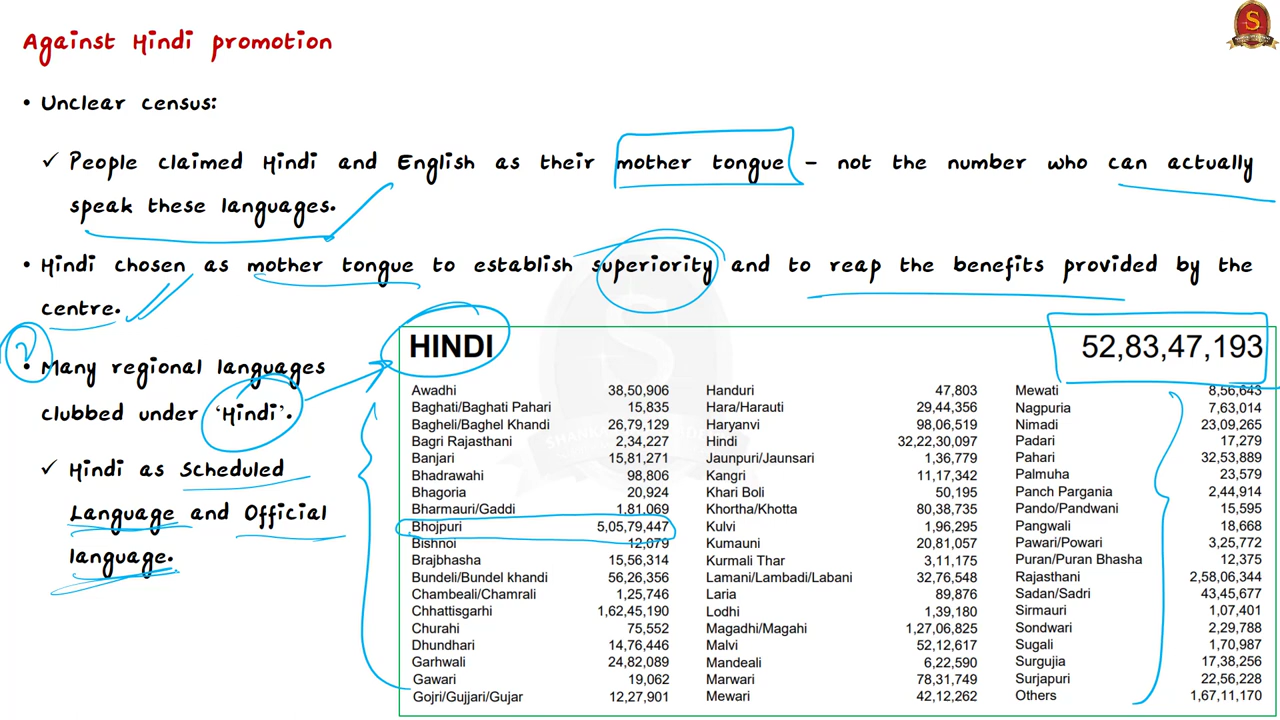 Against Hindi promotion
• Unclear census:
✓ People claimed Hindi and English as their mother tongue – not the number who can actually
speak these languages.
• Hindi chosen as mother tongue to establish superiority and to reap the benefits provided by the
centre.
?
• Many regional languages
clubbed under 'Hindi'.
✓ Hindi as Scheduled
Language and Official
language.
HINDI 52,83,47,193
Awadhi 38,50,906 Handuri 47,803 Mewati 8,56,643
Baghati/Baghati Pahari 15,835 Hara/Harauti 29,44,356 Nagpuria 7,63,014
Bagheli/Baghel Khandi 26,79,129 Haryanvi 98,06,519 Nimadi 23,09,265
Bagri Rajasthani 2,34,227 Hindi 32,22,30,097 Padari 17,279
Banjari 15,81,271 Jaunpuri/Jaunsari 1,36,779 Pahari 32,53,889
Bhadrawahi 98,806 Kangri 11,17,342 Palmuha 23,579
Bhagoria 20,924 Khari Boli 50,195 Panch Pargania 2,44,914
Bharmauri/Gaddi 1,81,069 Khortha/Khotta 80,38,735 Pando/Pandwani 15,595
Bhojpuri 5,05,79,447 Kulvi 1,96,295 Pangwali 18,668
Bishnoi 12,079 Kumauni 20,81,057 Pawari/Powari 3,25,772
Brajbhasha 15,56,314 Kurmali Thar 3,11,175 Puran/Puran Bhasha 12,375
Bundeli/Bundel khandi 56,26,356 Lamani/Lambadi/Labani 32,76,548 Rajasthani 2,58,06,344
Chambeali/Chamrali 1,25,746 Laria 89,876 Sadan/Sadri 43,45,677
Chhattisgarhi 1,62,45,190 Lodhi 1,39,180 Sirmauri 1,07,401
Churahi 75,552 Magadhi/Magahi 1,27,06,825 Sondwari 2,29,788
Dhundhari 14,76,446 Malvi 52,12,617 Sugali 1,70,987
Garhwali 24,82,089 Mandeali 6,22,590 Surgujia 17,38,256
Gawari 19,062 Marwari 78,31,749 Surjapuri 22,56,228
Gojri/Gujjari/Gujar 12,27,901 Mewari 42,12,262 Others 1,67,11,170